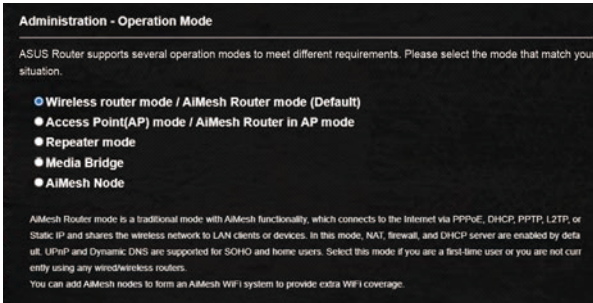 Administration - Operation Mode
ASUS Router supports several operation modes to meet different requirements. Please select the mode that match your
situation.
Wireless router mode / AiMesh Router mode (Default)
Access Point(AP) mode / AiMesh Router in AP mode
Repeater mode
Media Bridge
AiMesh Node
AiMesh Router mode is a traditional mode with AiMesh functionality, which connects to the Internet via PPPoE, DHCP, PPTP, L2TP, or
Static IP and shares the wireless network to LAN clients or devices. In this mode, NAT, firewall, and DHCP server are enabled by defa
ult. UPnP and Dynamic DNS are supported for SOHO and home users. Select this mode if you are a first-time user or you are not curr
ently using any wired/wireless routers.
You can add AiMesh nodes to form an AiMesh WiFi system to provide extra WiFi coverage.